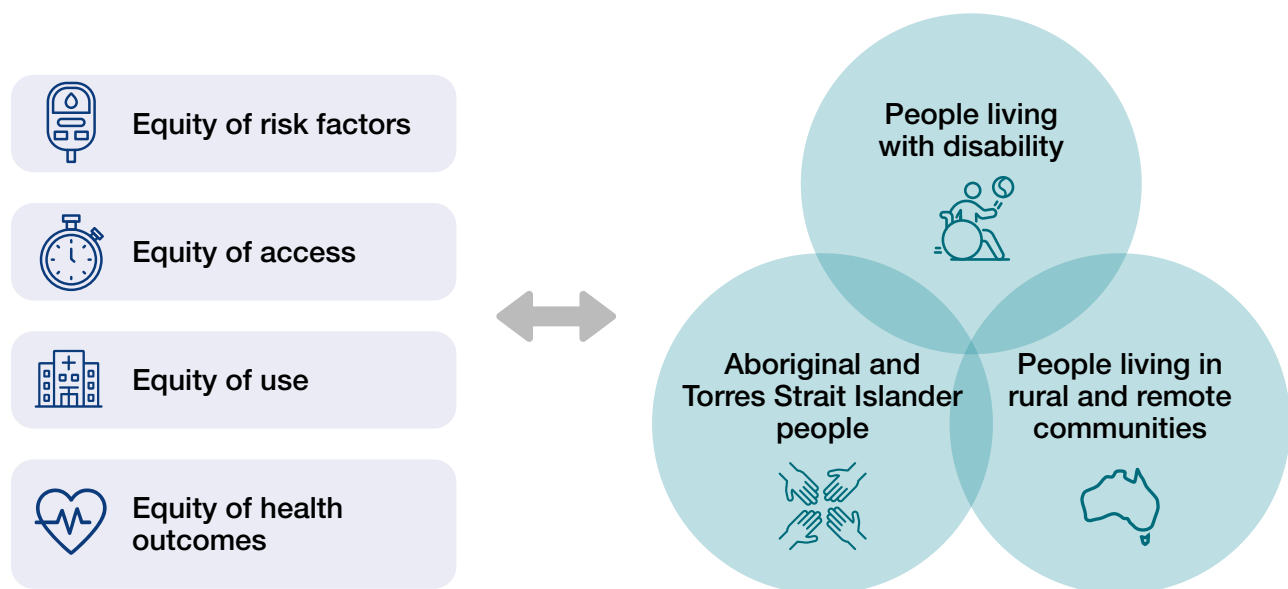 Equity of risk factors
Equity of access
Equity of use
Equity of health
outcomes
People living
with disability
Aboriginal and
Torres Strait Islander
people
People living in
rural and remote
communities